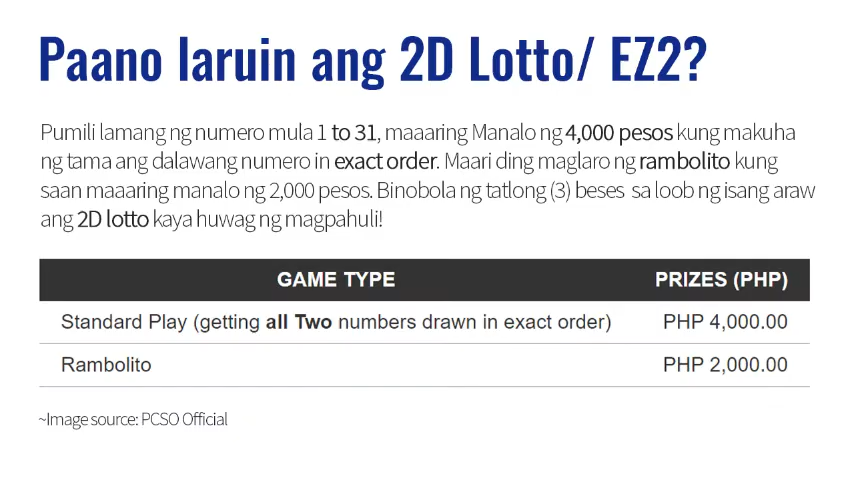 Paano laruin ang 2D Lotto/ EZ2?
Pumili lamang ng numero mula 1 to 31, maaaring Manalo ng 4,000 pesos kung makuha
ng tama ang dalawang numero in exact order. Maari ding maglaro ng rambolito kung
saan maaaring manalo ng 2,000 pesos. Binobola ng tatlong (3) beses sa loob ng isang araw
ang 2D lotto kaya huwag ng magpahuli!
GAME TYPE PRIZES (PHP)
Standard Play (getting all Two numbers drawn in exact order) PHP 4,000.00
Rambolito PHP 2,000.00
~Image source: PCSO Official